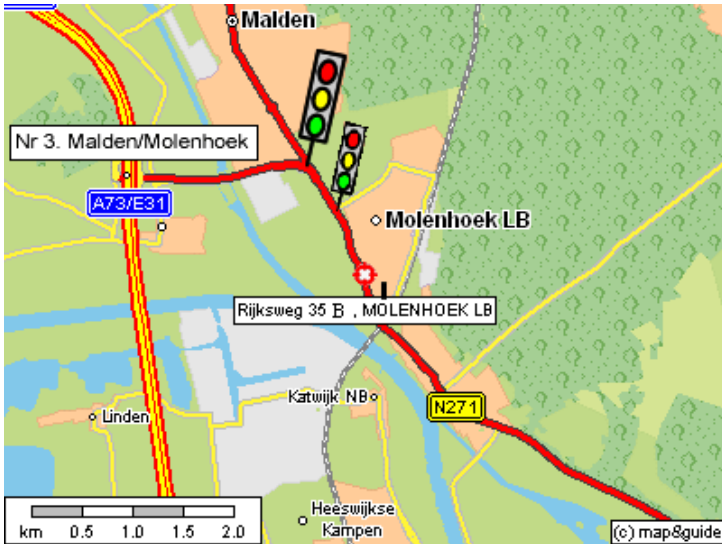 Malden
Nr 3. Malden/Molenhoek
A73/E31
Molenhoek LB
Rijksweg 35 B , MOLENHOEK LB
Katwijk NB
N271
Linden
Heeswijkse
Kampen
km 0.5 1.0 1.5 2.0
(c) map&guide